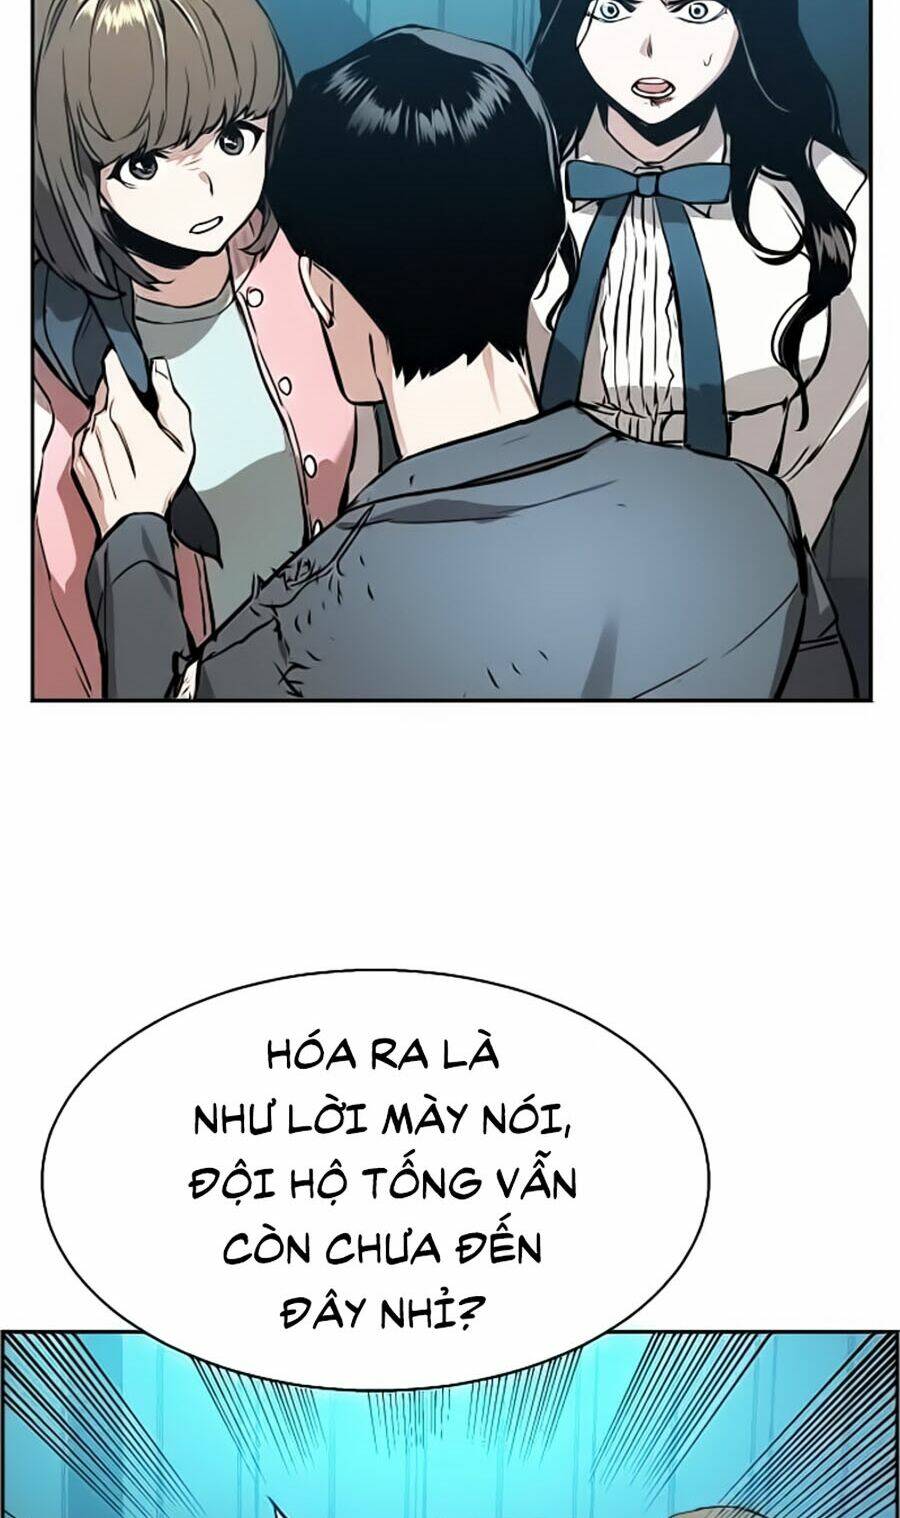 HÓA RA LÀ
NHƯ LỜI MÀY NÓI,
ĐỘI HỘ TỐNG VẪN
CÒN CHƯA ĐẾN
ĐÂY NHỈ?